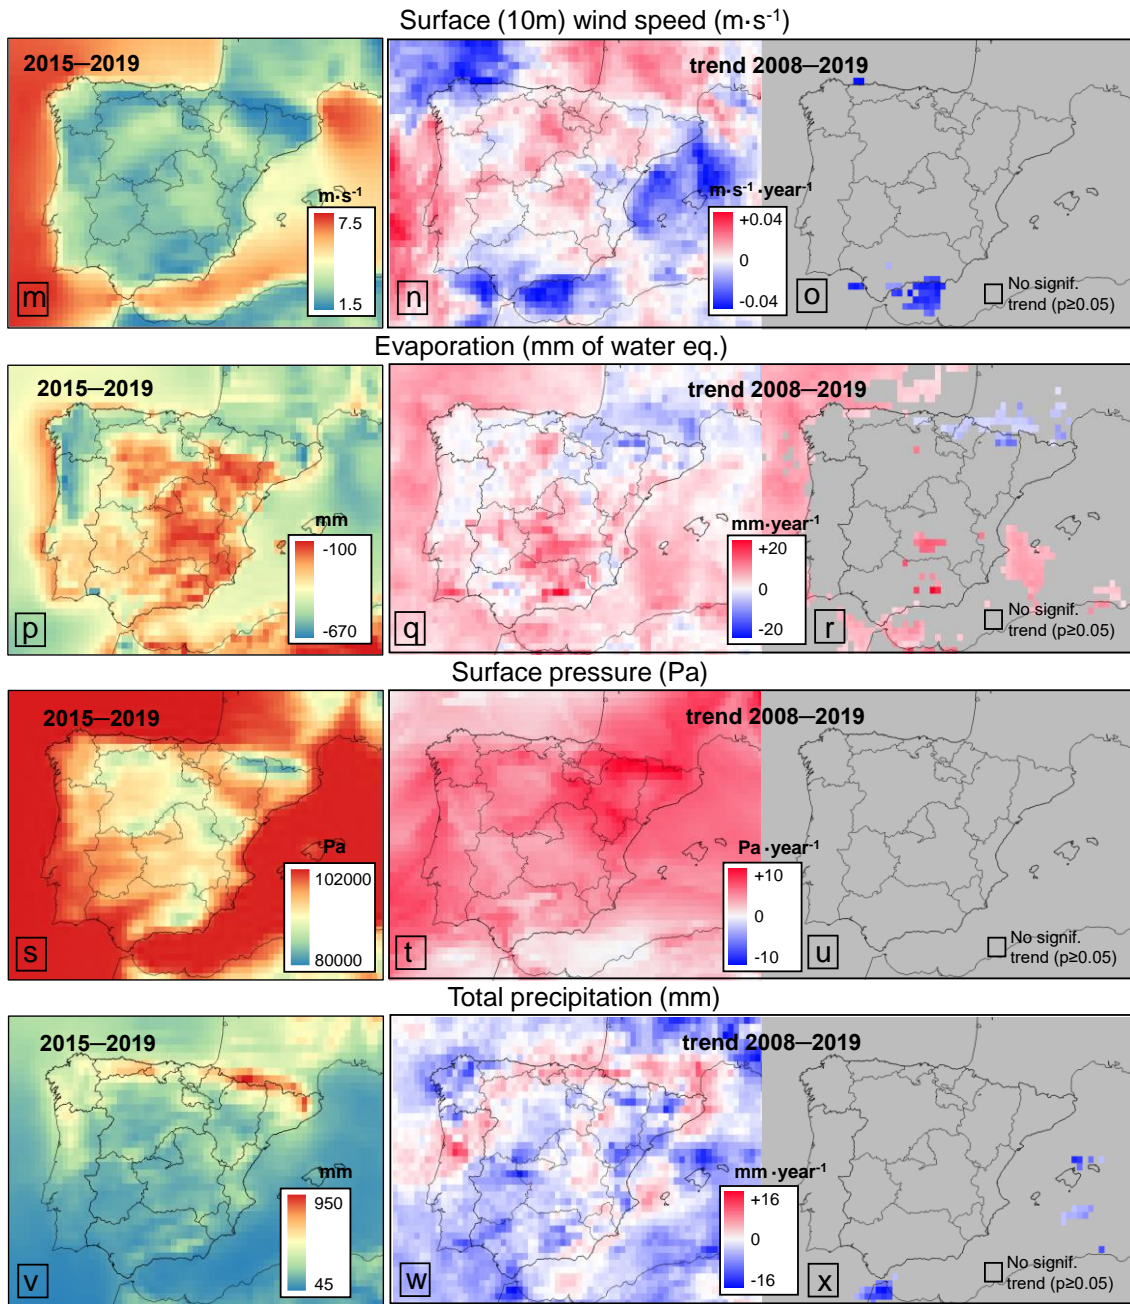 Surface (10m) wind speed (m·s⁻¹)
2015—2019
trend 2008—2019
m·s⁻¹
7.5
1.5
m
m·s⁻¹·year⁻¹
+0.04
0
-0.04
n
o
No signif.
trend (p≥0.05)
Evaporation (mm of water eq.)
2015—2019
trend 2008—2019
mm
-100
-670
p
mm·year⁻¹
+20
0
-20
q
r
No signif.
trend (p≥0.05)
Surface pressure (Pa)
2015—2019
trend 2008—2019
Pa
102000
80000
s
Pa·year⁻¹
+10
0
-10
t
u
No signif.
trend (p≥0.05)
Total precipitation (mm)
2015—2019
trend 2008—2019
mm
950
45
v
mm·year⁻¹
+16
0
-16
w
x
No signif.
trend (p≥0.05)